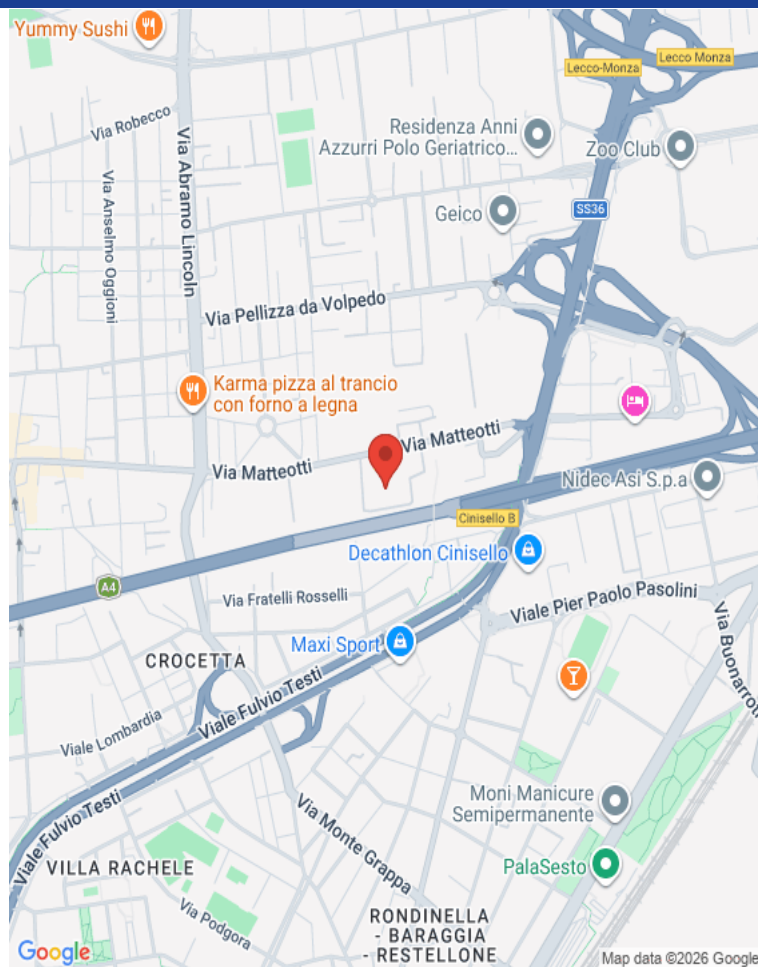 Yummy Sushi
Lecco-Monza
Lecco Monza
Via Robecco
Via Abramo Lincoln
Residenza Anni
Azzurri Polo Geriatrico...
Zoo Club
Via Anselmo Oggioni
Geico
SS36
Via Pellizza da Volpedo
Karma pizza al trancio
con forno a legna
Via Matteotti
Via Matteotti
Nidec Asi S.p.a
Cinisello B
Decathlon Cinisello
A4
Via Fratelli Rosselli
Viale Pier Paolo Pasolini
Via Buonarroti
Maxi Sport
CROCETTA
Viale Fulvio Testi
Viale Lombardia
Viale Fulvio Testi
Moni Manicure
Semipermanente
Via Monte Grappa
VILLA RACHELE
PalaSesto
Via Podgora
RONDINELLA
- BARAGGIA
- RESTELLONE
Google
Map data ©2026 Google